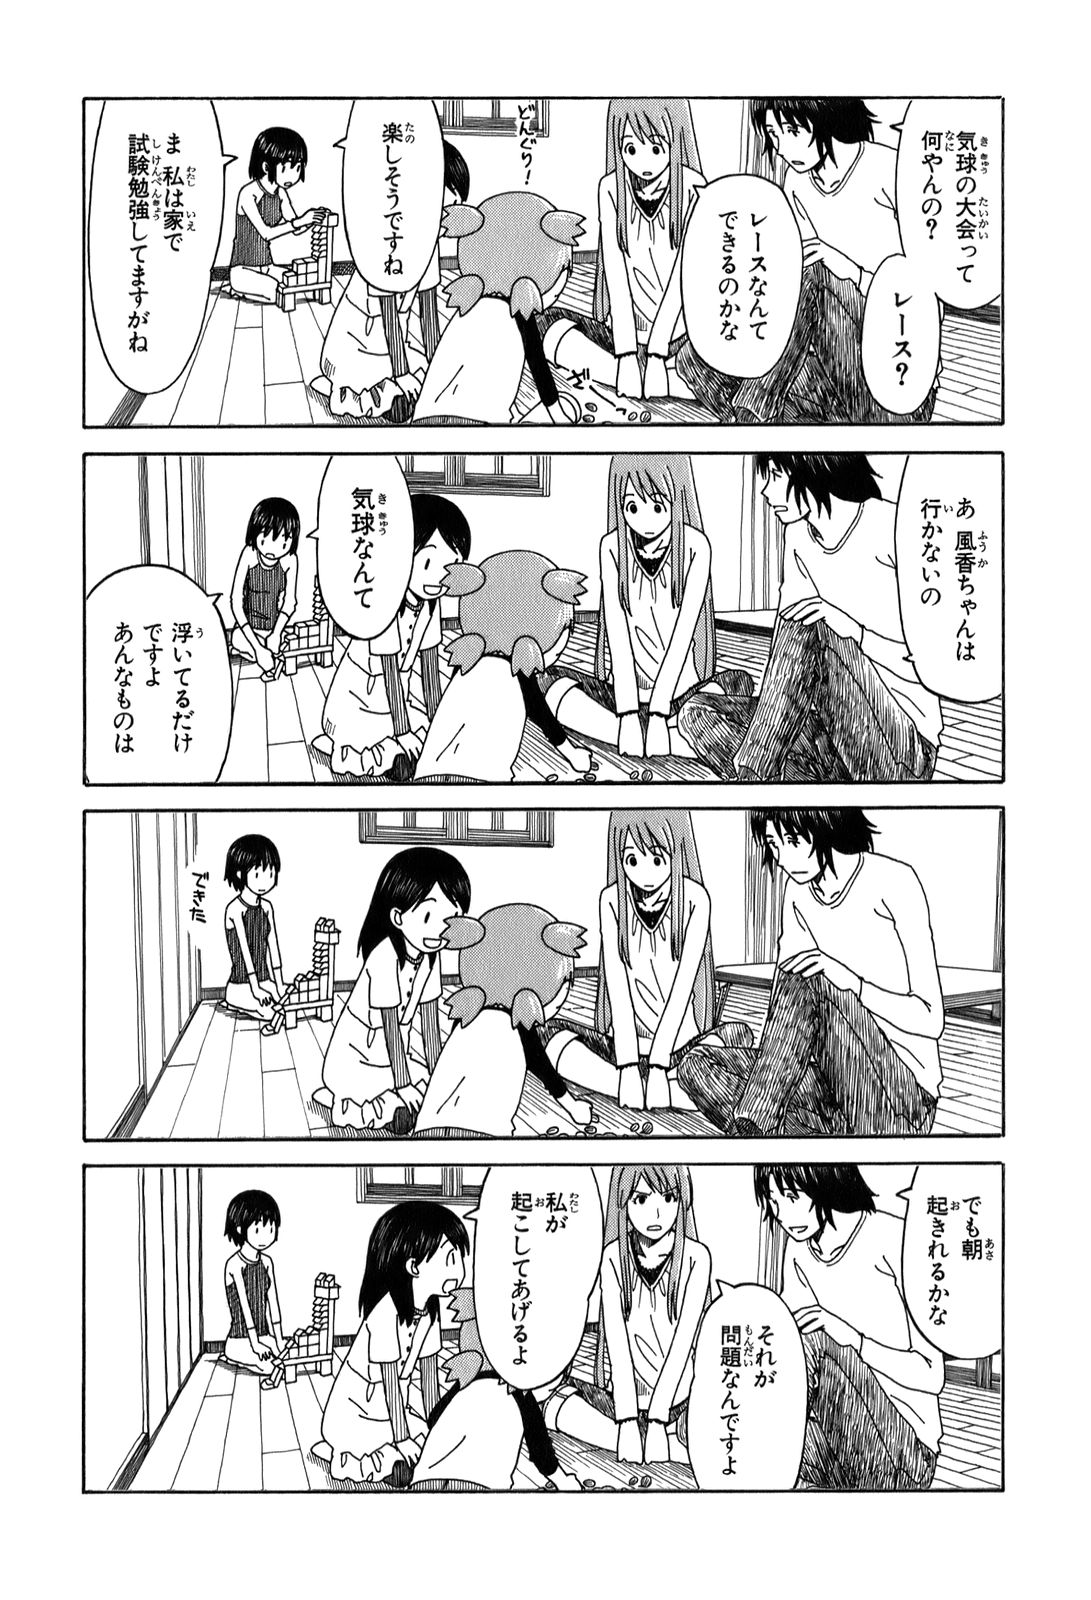 気球の大会って
何やんの？
レース？
レースなんて
できるのかな
どんぐり！
楽しそうですね
ま 私は家で
試験勉強してますがね
あ 風香ちゃんは
行かないの
気球なんて
浮いてるだけ
ですよ
あんなものは
できた
でも朝
起きれるかな
それが
問題なんですよ
私が
起こしてあげるよ